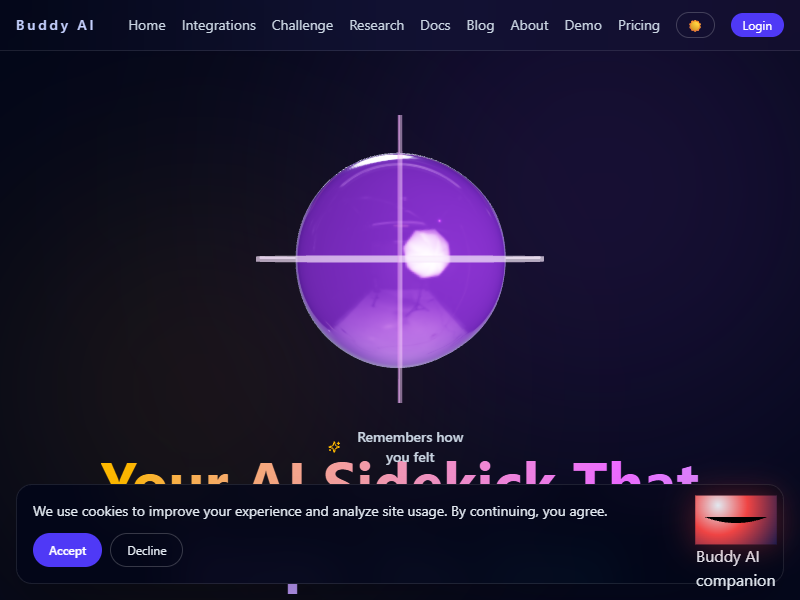 Buddy AI
Home Integrations Challenge Research Docs Blog About Demo Pricing Login
Remembers how
you felt
Your AI Sidekick That
We use cookies to improve your experience and analyze site usage. By continuing, you agree.
Accept Decline
Buddy AI
companion